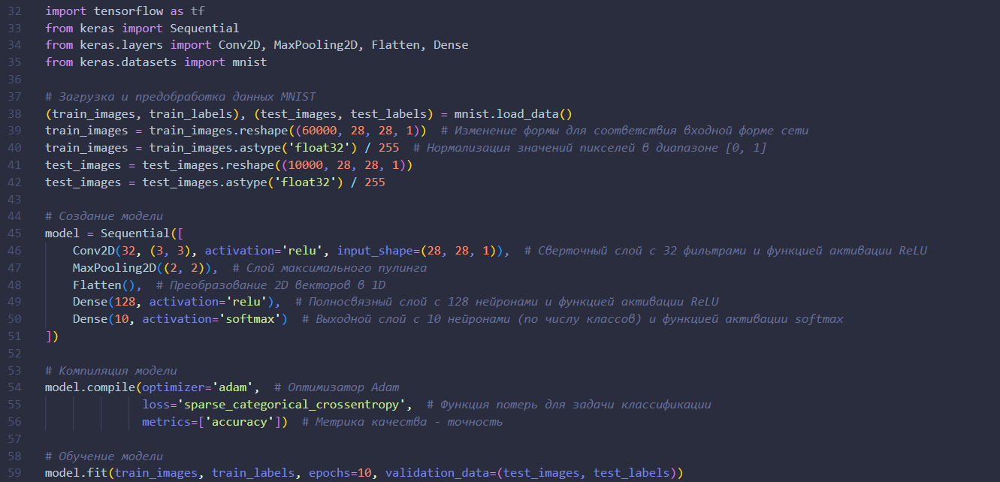 32 import tensorflow as tf
33 from keras import Sequential
34 from keras.layers import Conv2D, MaxPooling2D, Flatten, Dense
35 from keras.datasets import mnist
36
37 # Загрузка и предобработка данных MNIST
38 (train_images, train_labels), (test_images, test_labels) = mnist.load_data()
39 train_images = train_images.reshape((60000, 28, 28, 1))  # Изменение формы для соответствия входной форме сети
40 train_images = train_images.astype('float32') / 255  # Нормализация значений пикселей в диапазоне [0, 1]
41 test_images = test_images.reshape((10000, 28, 28, 1))
42 test_images = test_images.astype('float32') / 255
43
44 # Создание модели
45 model = Sequential([
46     Conv2D(32, (3, 3), activation='relu', input_shape=(28, 28, 1)),  # Сверточный слой с 32 фильтрами и функцией активации ReLU
47     MaxPooling2D((2, 2)),  # Слой максимального пулинга
48     Flatten(),  # Преобразование 2D векторов в 1D
49     Dense(128, activation='relu'),  # Полносвязный слой с 128 нейронами и функцией активации ReLU
50     Dense(10, activation='softmax')  # Выходной слой с 10 нейронами (по числу классов) и функцией активации softmax
51 ])
52
53 # Компиляция модели
54 model.compile(optimizer='adam',  # Оптимизатор Adam
55               loss='sparse_categorical_crossentropy',  # Функция потерь для задачи классификации
56               metrics=['accuracy'])  # Метрика качества - точность
57
58 # Обучение модели
59 model.fit(train_images, train_labels, epochs=10, validation_data=(test_images, test_labels))